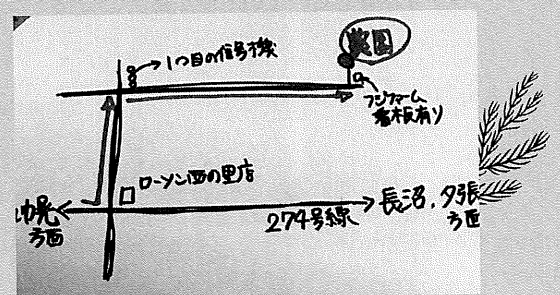 1つ目の信号機
フジファーム
看板有り
ローソン西の里店
札幌
方面
274号線
長沼,夕張
方面